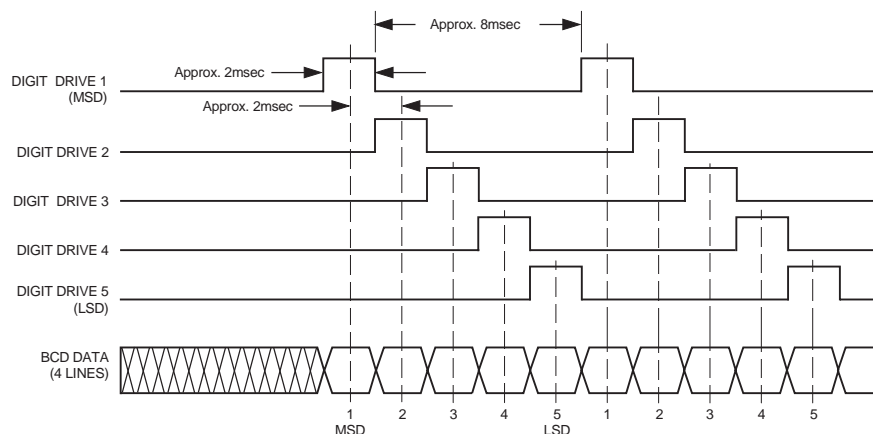 Approx. 8msec
Approx. 2msec
DIGIT DRIVE 1
(MSD)
Approx. 2msec
DIGIT DRIVE 2
DIGIT DRIVE 3
DIGIT DRIVE 4
DIGIT DRIVE 5
(LSD)
BCD DATA
(4 LINES)
1 2 3 4 5 1 2 3 4 5
MSD LSD